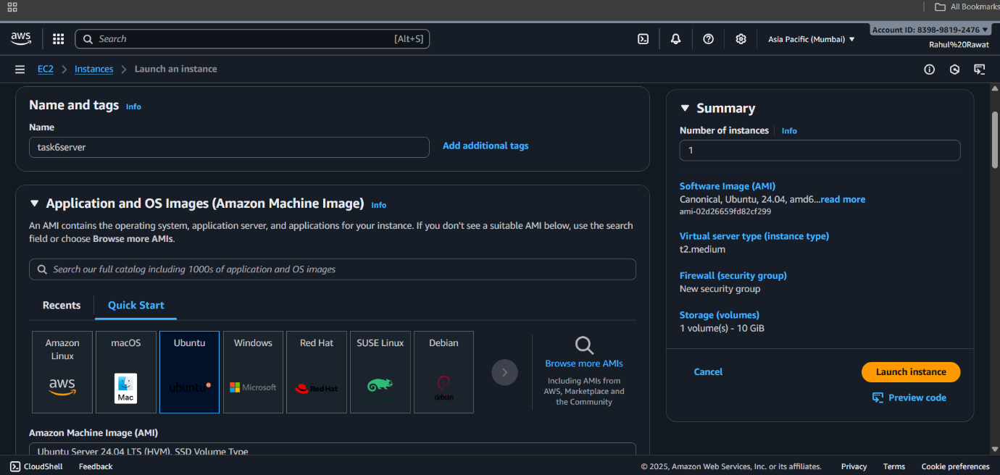 All Bookmarks
aws
Search [Alt+S]
Asia Pacific (Mumbai)
Account ID: 8398-9819-2476
Rahul%20Rawat
EC2 > Instances > Launch an instance
Name and tags Info
Name
task6server
Add additional tags
Application and OS Images (Amazon Machine Image) Info
An AMI contains the operating system, application server, and applications for your instance. If you don't see a suitable AMI below, use the search
field or choose Browse more AMIs.
Search our full catalog including 1000s of application and OS images
Recents Quick Start
Amazon
Linux
aws
macOS
Mac
Ubuntu
ubuntu
Windows
Microsoft
Red Hat
Red Hat
SUSE Linux
Debian
debian
Browse more AMIs
Including AMIs from
AWS, Marketplace and
the Community
Amazon Machine Image (AMI)
Ubuntu Server 24.04 LTS (HVM), SSD Volume Type
Summary
Number of instances Info
1
Software Image (AMI)
Canonical, Ubuntu, 24.04, amd6...read more
ami-02d26659fd82cf299
Virtual server type (instance type)
t2.medium
Firewall (security group)
New security group
Storage (volumes)
1 volume(s) - 10 GiB
Cancel
Launch instance
Preview code
CloudShell Feedback
© 2025, Amazon Web Services, Inc. or its affiliates. Privacy Terms Cookie preferences